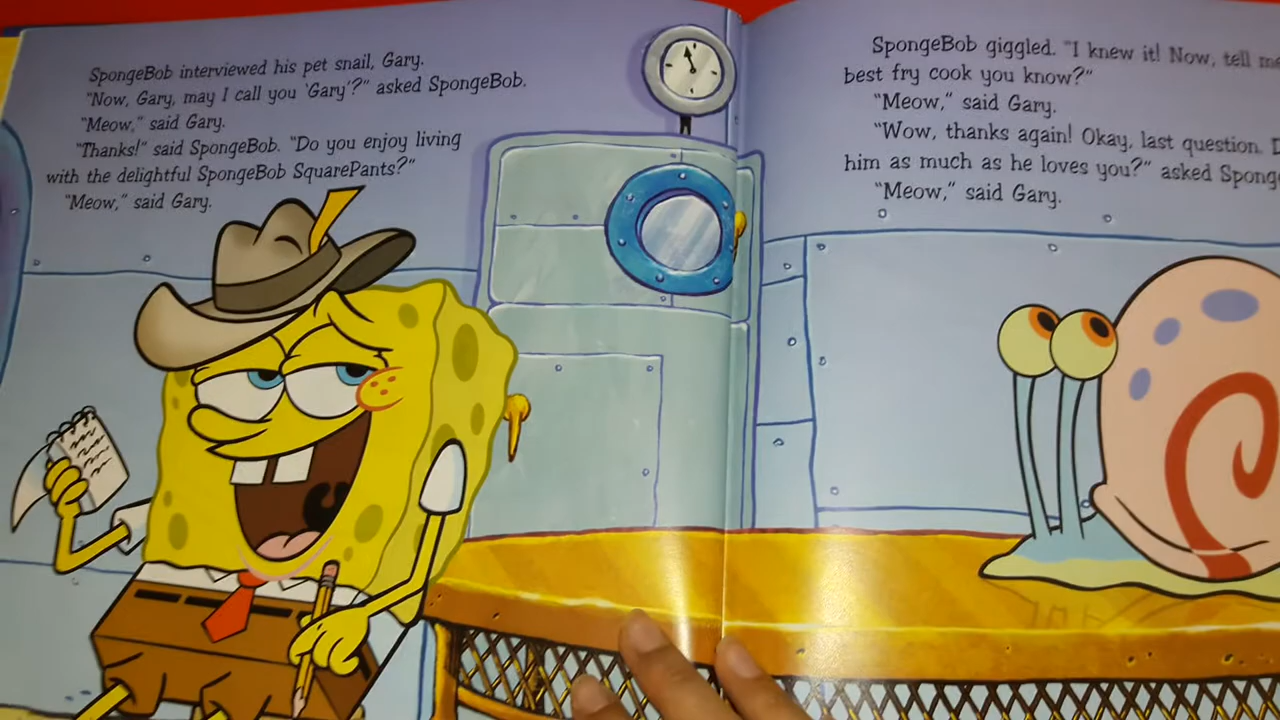 SpongeBob interviewed his pet snail, Gary.
"Now, Gary, may I call you 'Gary'?" asked SpongeBob.
"Meow," said Gary.
"Thanks!" said SpongeBob. "Do you enjoy living
with the delightful SpongeBob SquarePants?"
"Meow," said Gary.
SpongeBob giggled. "I knew it! Now, tell
best fry cook you know?"
"Meow," said Gary.
"Wow, thanks again! Okay, last question.
him as much as he loves you?" asked
"Meow," said Gary.